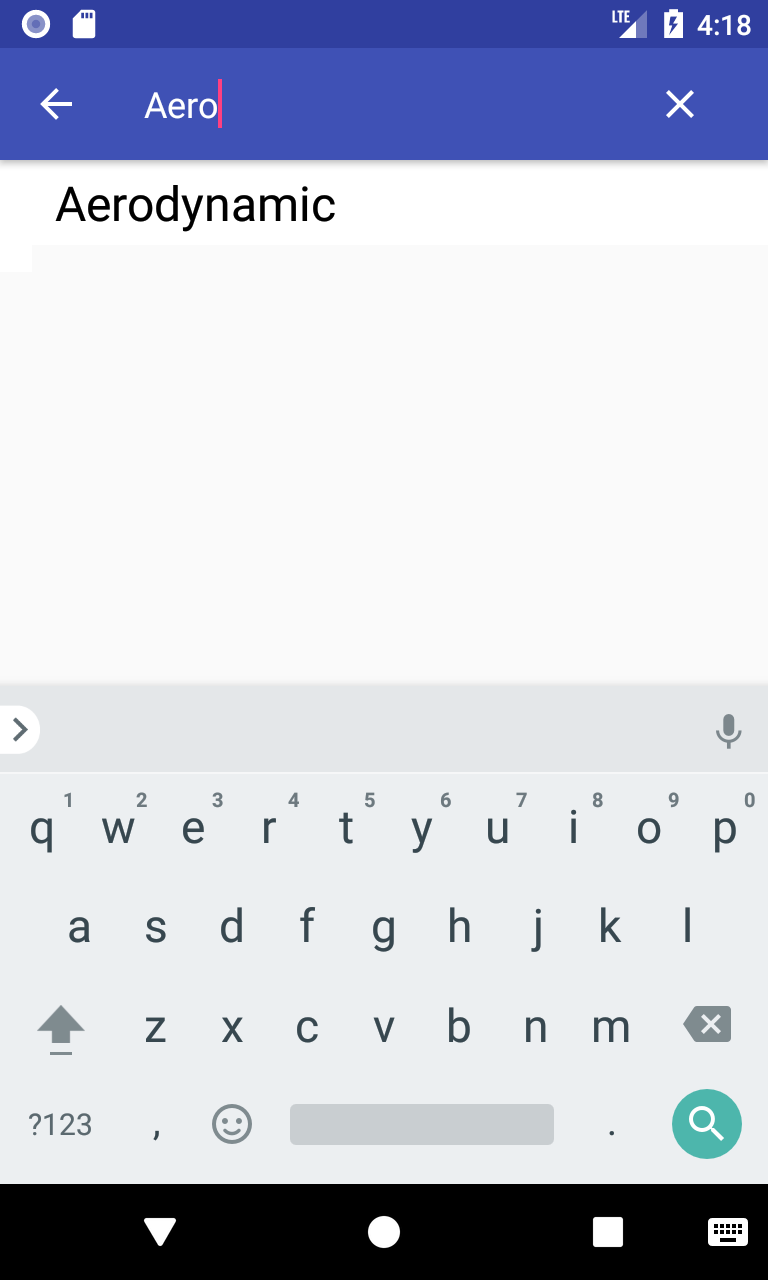 LTE 4:18
Aero
Aerodynamic
1 2 3 4 5 6 7 8 9 0
q w e r t y u i o p
a s d f g h j k l
z x c v b n m
?123 , .